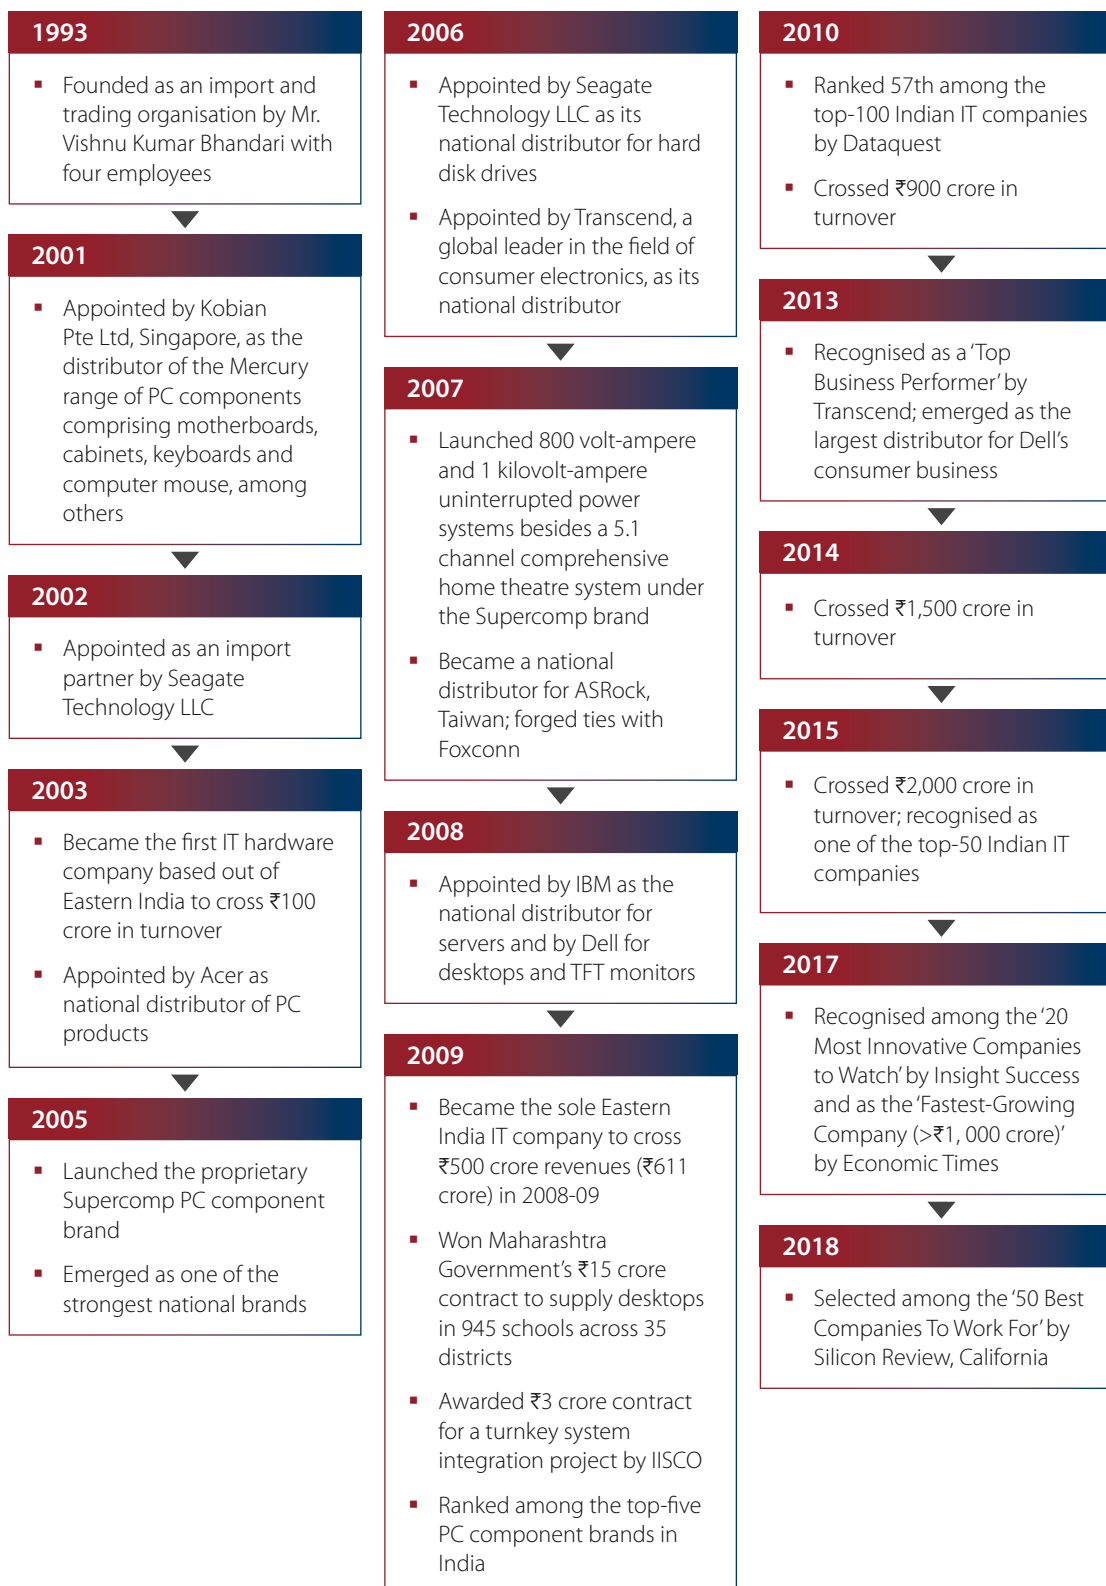 1993
▪ Founded as an import and
trading organisation by Mr.
Vishnu Kumar Bhandari with
four employees
2001
▪ Appointed by Kobian
Pte Ltd, Singapore, as the
distributor of the Mercury
range of PC components
comprising motherboards,
cabinets, keyboards and
computer mouse, among
others
2002
▪ Appointed as an import
partner by Seagate
Technology LLC
2003
▪ Became the first IT hardware
company based out of
Eastern India to cross ₹100
crore in turnover
▪ Appointed by Acer as
national distributor of PC
products
2005
▪ Launched the proprietary
Supercomp PC component
brand
▪ Emerged as one of the
strongest national brands
2006
▪ Appointed by Seagate
Technology LLC as its
national distributor for hard
disk drives
▪ Appointed by Transcend, a
global leader in the field of
consumer electronics, as its
national distributor
2007
▪ Launched 800 volt-ampere
and 1 kilovolt-ampere
uninterrupted power
systems besides a 5.1
channel comprehensive
home theatre system under
the Supercomp brand
▪ Became a national
distributor for ASRock,
Taiwan; forged ties with
Foxconn
2008
▪ Appointed by IBM as the
national distributor for
servers and by Dell for
desktops and TFT monitors
2009
▪ Became the sole Eastern
India IT company to cross
₹500 crore revenues (₹611
crore) in 2008-09
▪ Won Maharashtra
Government's ₹15 crore
contract to supply desktops
in 945 schools across 35
districts
▪ Awarded ₹3 crore contract
for a turnkey system
integration project by IISCO
▪ Ranked among the top-five
PC component brands in
India
2010
▪ Ranked 57th among the
top-100 Indian IT companies
by Dataquest
▪ Crossed ₹900 crore in
turnover
2013
▪ Recognised as a ‘Top
Business Performer’ by
Transcend; emerged as the
largest distributor for Dell’s
consumer business
2014
▪ Crossed ₹1,500 crore in
turnover
2015
▪ Crossed ₹2,000 crore in
turnover; recognised as
one of the top-50 Indian IT
companies
2017
▪ Recognised among the ‘20
Most Innovative Companies
to Watch’ by Insight Success
and as the ‘Fastest-Growing
Company (>₹1, 000 crore)’
by Economic Times
2018
▪ Selected among the ‘50 Best
Companies To Work For’ by
Silicon Review, California